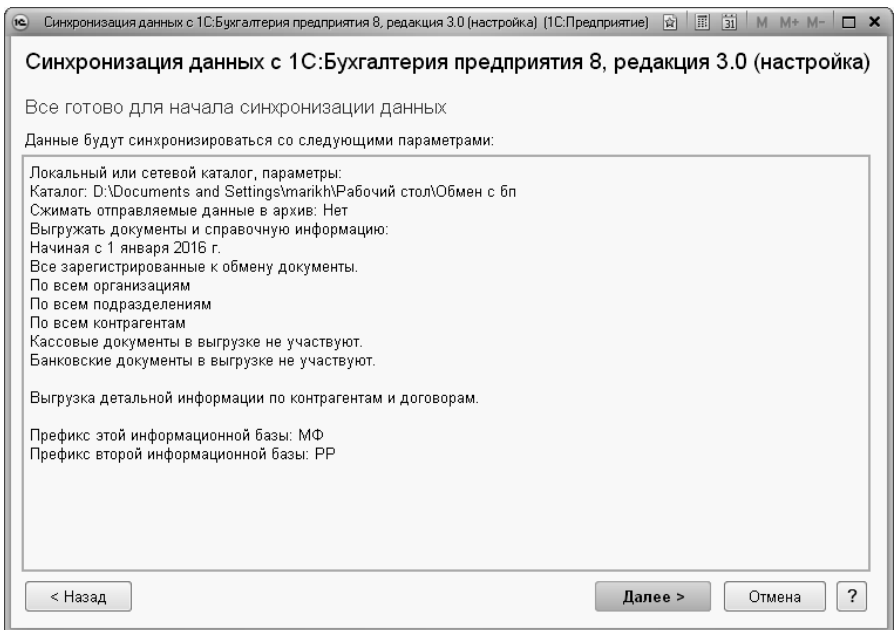 1С Синхронизация данных с 1С:Бухгалтерия предприятия 8, редакция 3.0 (настройка) (1С:Предприятие) 31 M M+ M-
Синхронизация данных с 1С:Бухгалтерия предприятия 8, редакция 3.0 (настройка)
Все готово для начала синхронизации данных
Данные будут синхронизироваться со следующими параметрами:
Локальный или сетевой каталог, параметры:
Каталог: D:\Documents and Settings\marikh\Рабочий стол\Обмен с бп
Сжимать отправляемые данные в архив: Нет
Выгружать документы и справочную информацию:
Начиная с 1 января 2016 г.
Все зарегистрированные к обмену документы.
По всем организациям
По всем подразделениям
По всем контрагентам
Кассовые документы в выгрузке не участвуют.
Банковские документы в выгрузке не участвуют.
Выгрузка детальной информации по контрагентам и договорам.
Префикс этой информационной базы: МФ
Префикс второй информационной базы: РР
< Назад Далее > Отмена ?